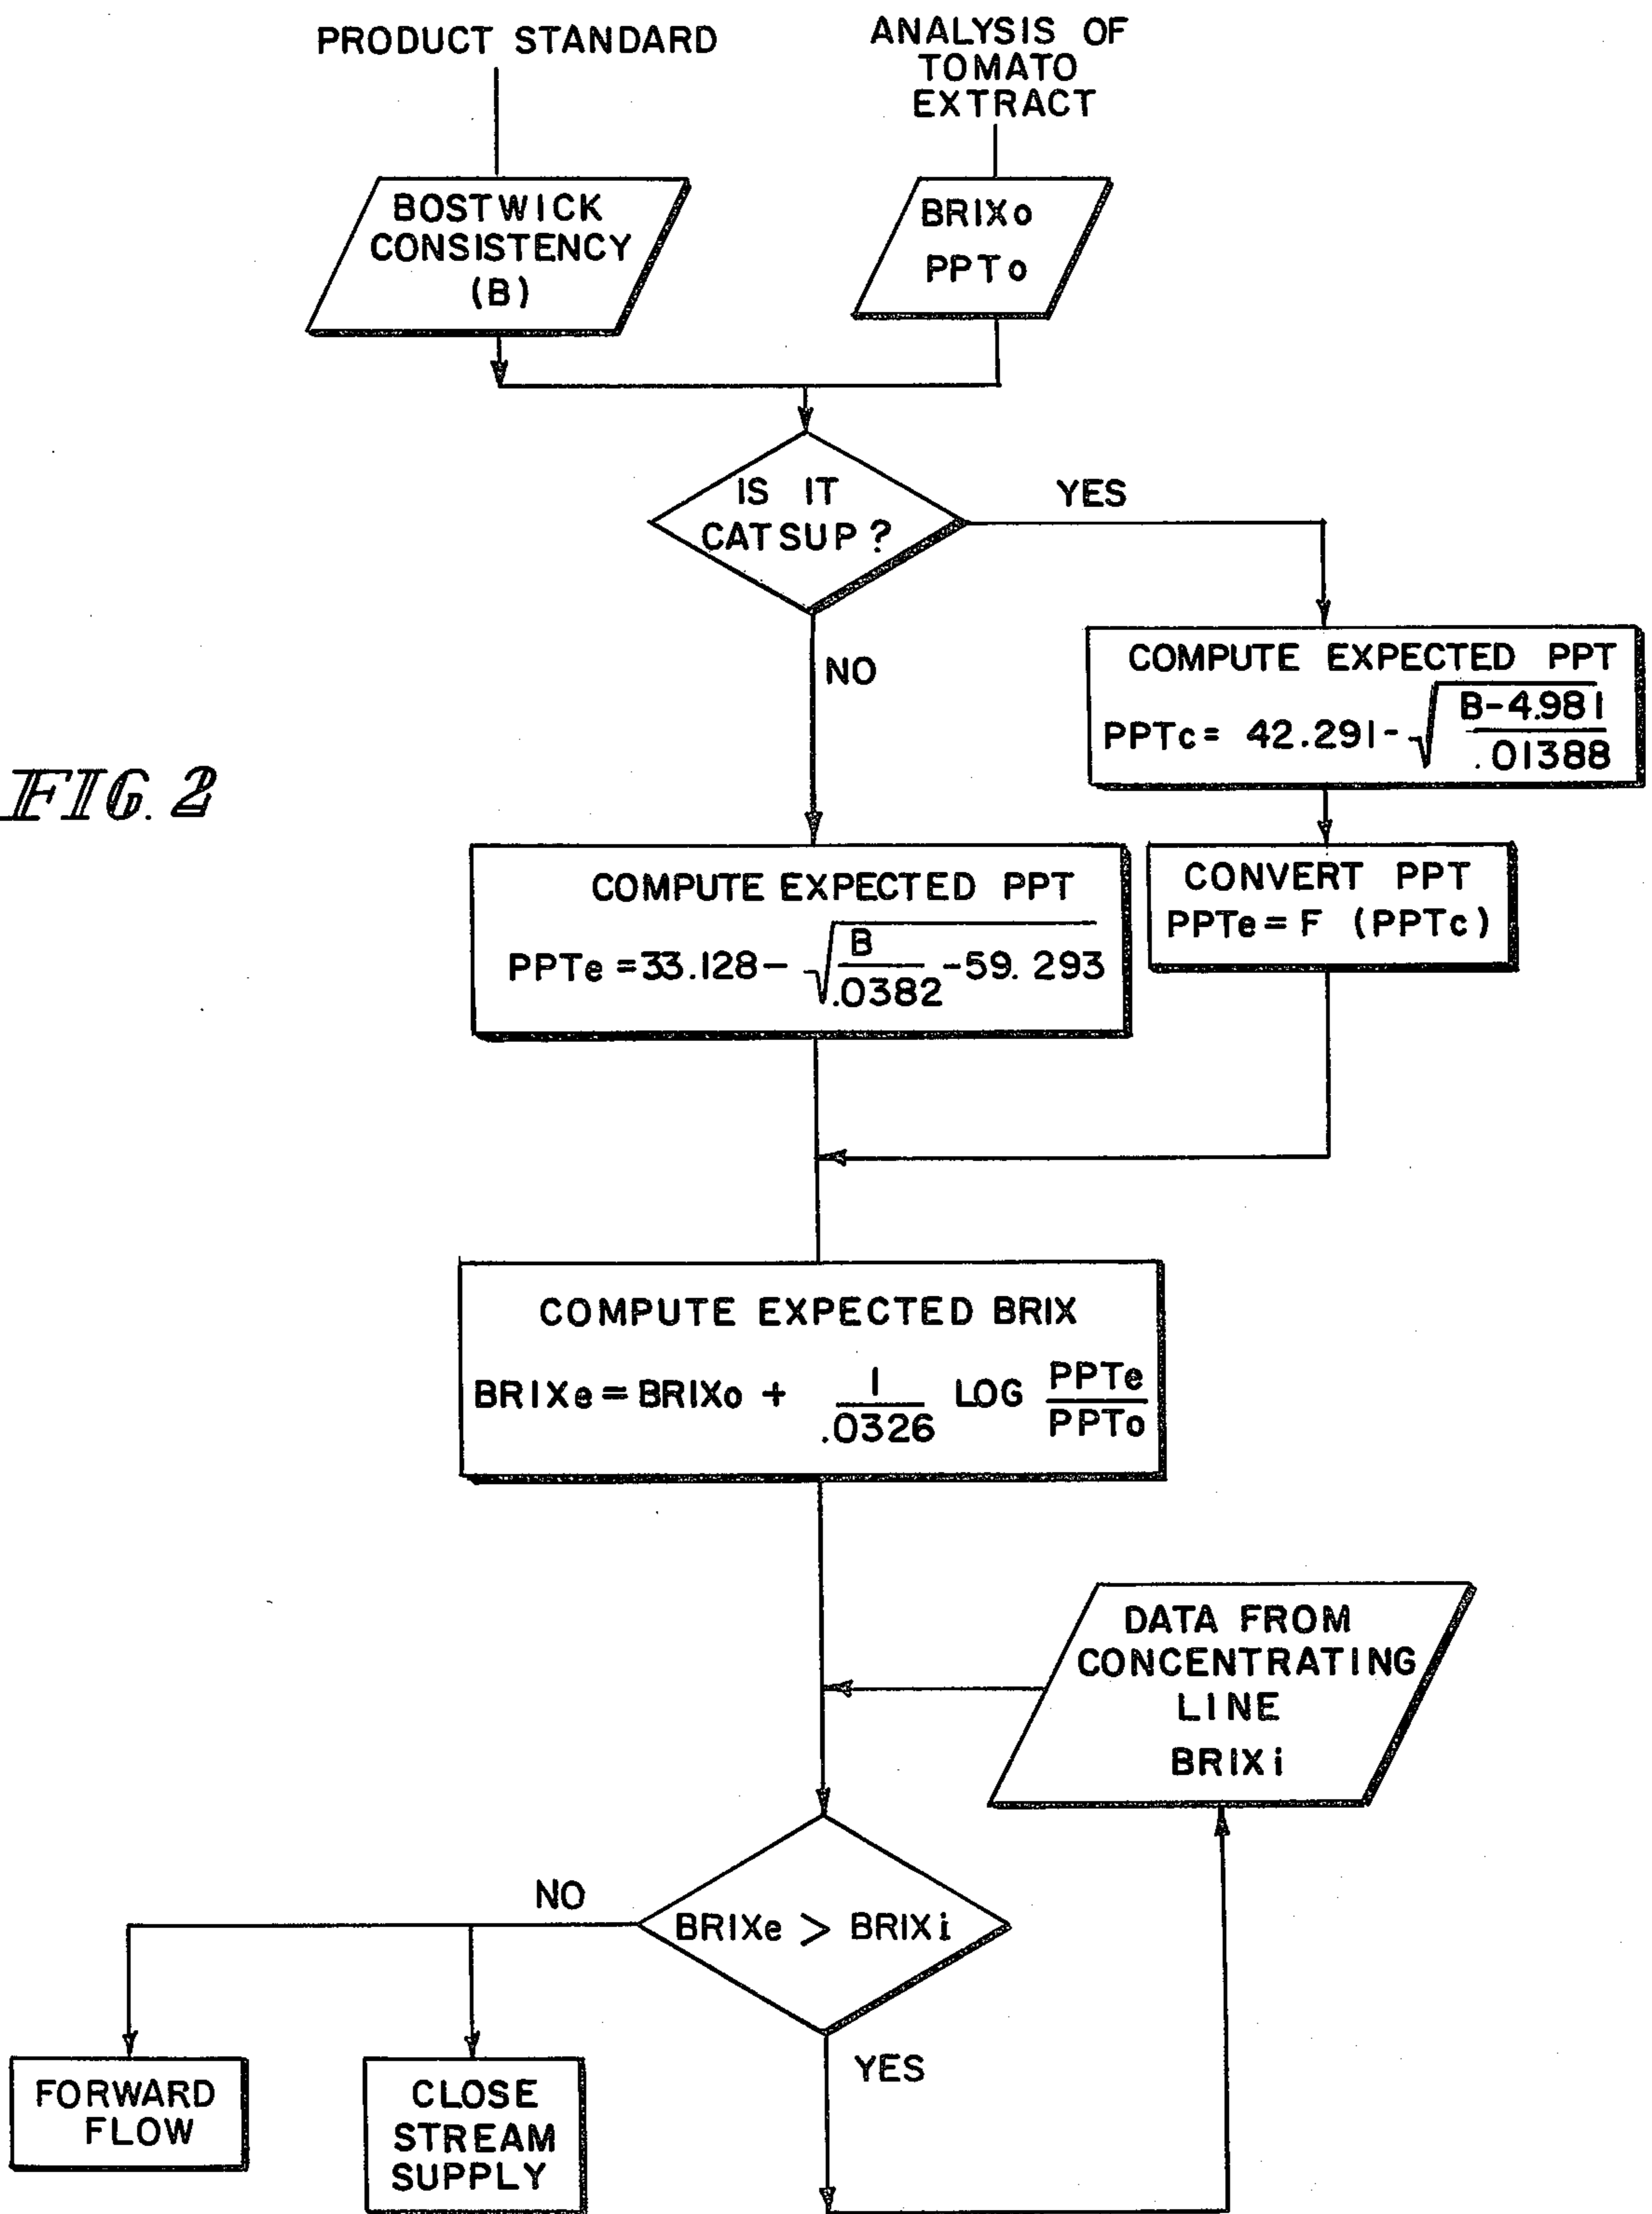 PRODUCT STANDARD
ANALYSIS OF
TOMATO
EXTRACT
BOSTWICK
CONSISTENCY
(B)
BRIXo
PPTo
IS IT
CATSUP?
YES
NO
COMPUTE EXPECTED PPT
PPTc = 42.291 - √ B-4.981 / .01388
FIG. 2
COMPUTE EXPECTED PPT
PPTe = 33.128 - √ B / .0382 - 59.293
CONVERT PPT
PPTe = F (PPTc)
COMPUTE EXPECTED BRIX
BRIXe = BRIXo + 1 / .0326 LOG PPTe / PPTo
DATA FROM
CONCENTRATING
LINE
BRIXi
NO
BRIXe > BRIXi
YES
FORWARD
FLOW
CLOSE
STREAM
SUPPLY